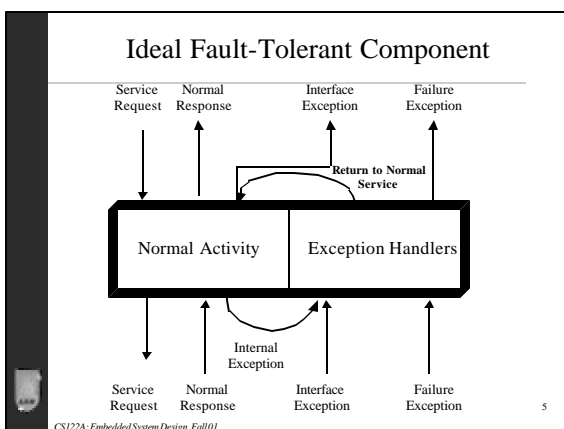 Ideal Fault-Tolerant Component
Service
Request
Normal
Response
Interface
Exception
Failure
Exception
Return to Normal
Service
Normal Activity
Exception Handlers
Internal
Exception
Service
Request
Normal
Response
Interface
Exception
Failure
Exception
5
CS122A: Embedded System Design, Fall01